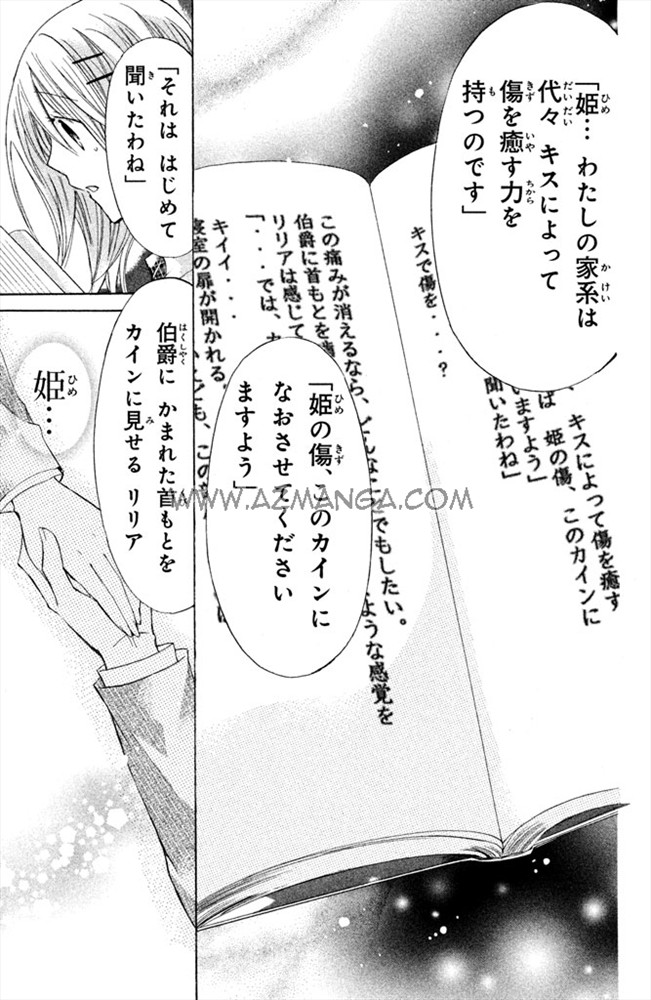 「姫… わたしの家系は
代々 キスによって
傷を癒す力を
持つのです」
、キスによって傷を癒す
ば 姫の傷、このカインに
いますよう」
聞いたわね」
キスで傷を・・・？
「姫の傷、このカインに
なおさせてください
ますよう」
この痛みが消えるなら、
でもしたい。
伯爵に首もとを
ような感覚を
リリアは感じて
「・・・では、
キイイ・・・
寝室の扉が開かれる。
「それは はじめて
聞いたわね」
伯爵に かまれた首もとを
カインに見せる リリア
姫…
WWW.AZMANGA.COM